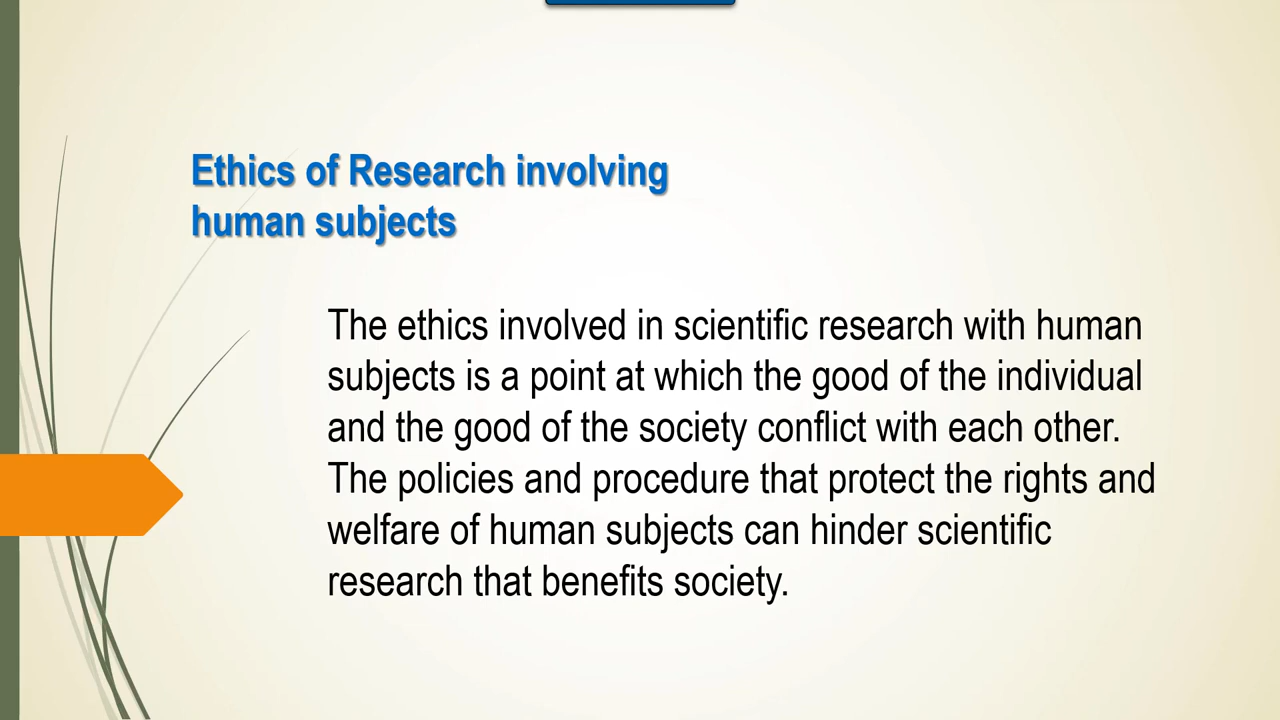 Ethics of Research involving
human subjects
The ethics involved in scientific research with human
subjects is a point at which the good of the individual
and the good of the society conflict with each other.
The policies and procedure that protect the rights and
welfare of human subjects can hinder scientific
research that benefits society.